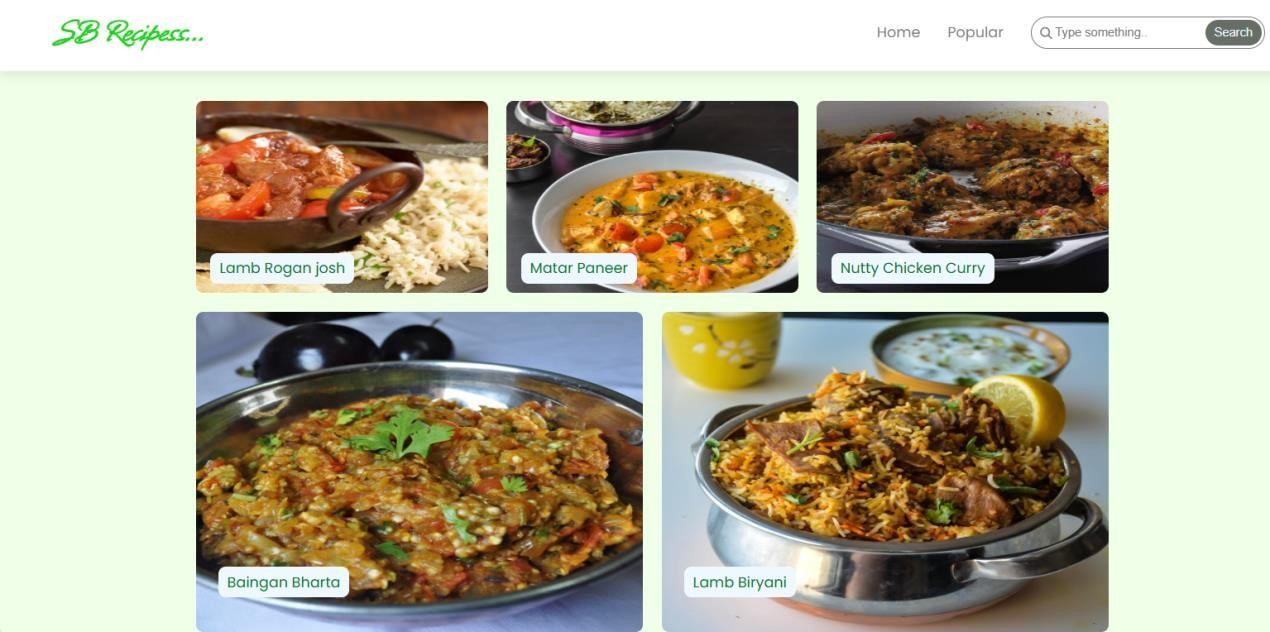 SB Recipess...
Home
Popular
Type something..
Search
Lamb Rogan josh
Matar Paneer
Nutty Chicken Curry
Baingan Bharta
Lamb Biryani